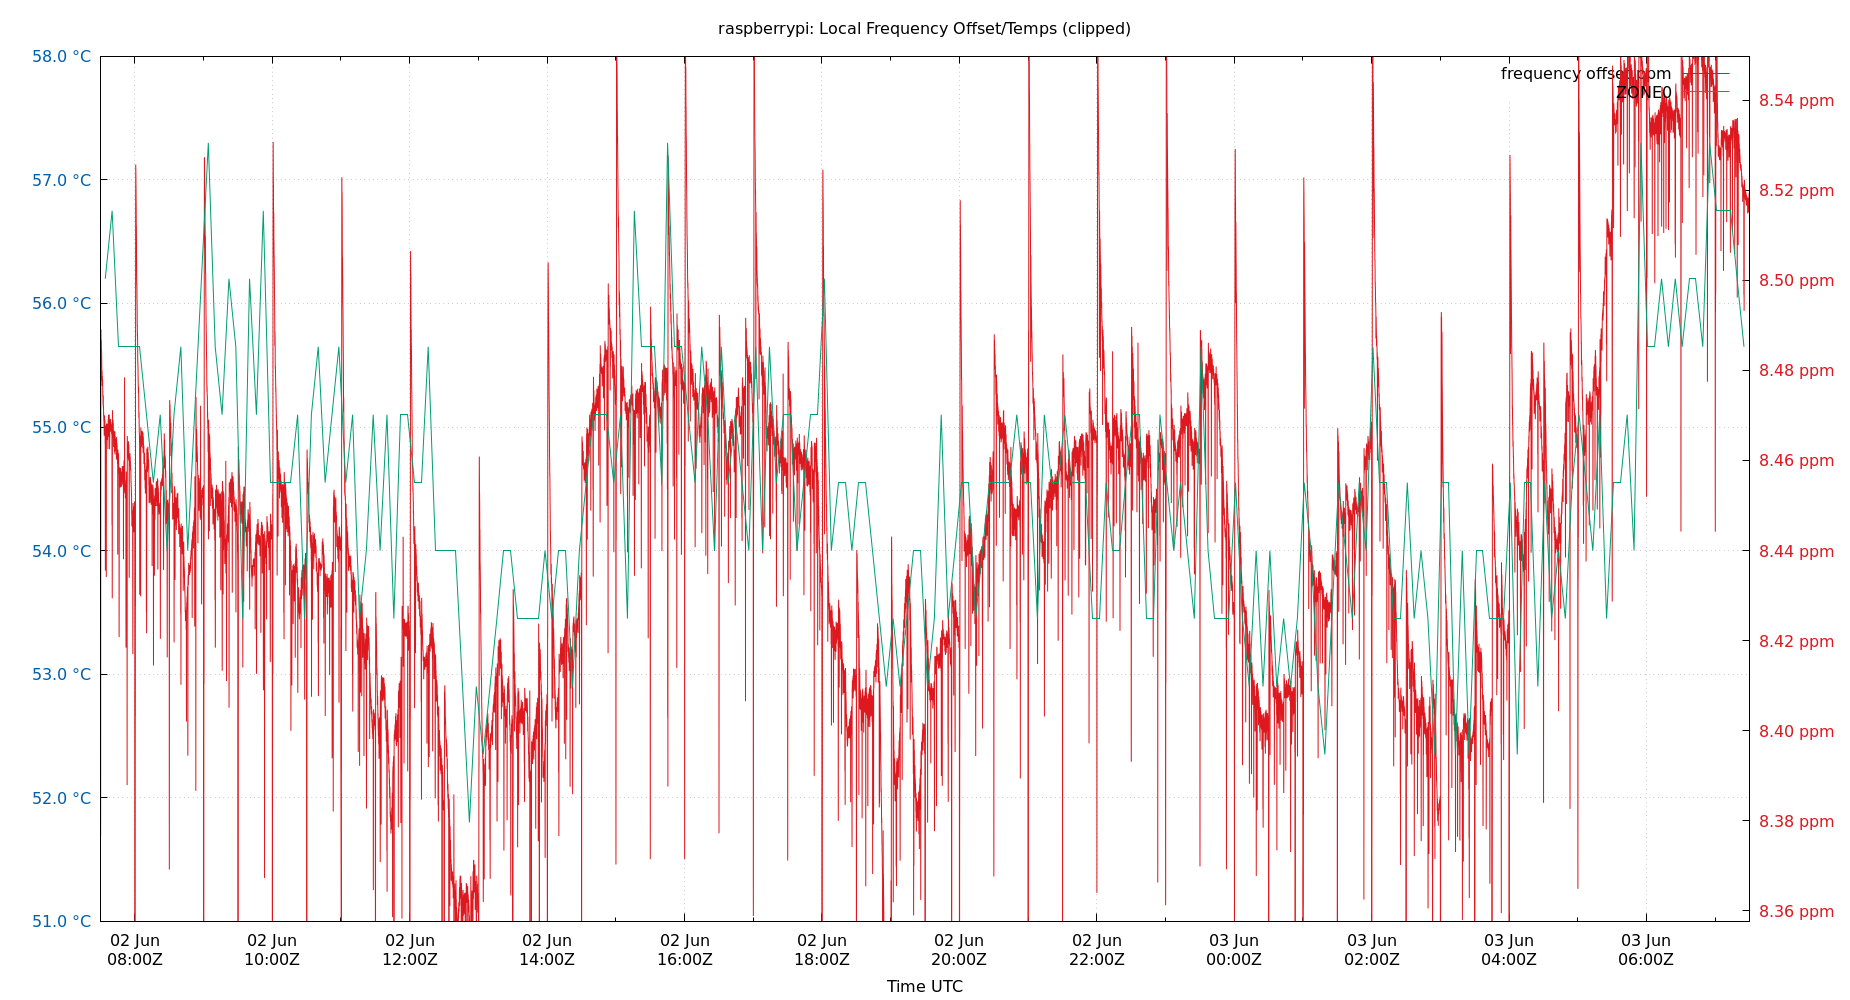 raspberrypi: Local Frequency Offset/Temps (clipped)
58.0 °C
57.0 °C
56.0 °C
55.0 °C
54.0 °C
53.0 °C
52.0 °C
51.0 °C
frequency offset ppm
ZONE0
8.54 ppm
8.52 ppm
8.50 ppm
8.48 ppm
8.46 ppm
8.44 ppm
8.42 ppm
8.40 ppm
8.38 ppm
8.36 ppm
02 Jun 02 Jun 02 Jun 02 Jun 02 Jun 02 Jun 02 Jun 02 Jun 03 Jun 03 Jun 03 Jun 03 Jun
08:00Z 10:00Z 12:00Z 14:00Z 16:00Z 18:00Z 20:00Z 22:00Z 00:00Z 02:00Z 04:00Z 06:00Z
Time UTC